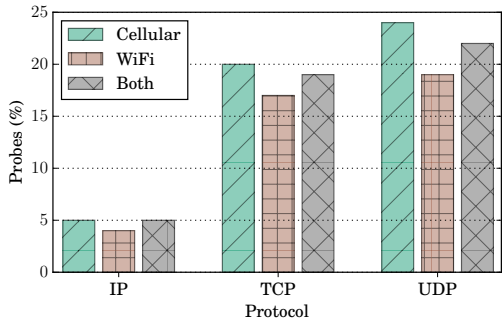 25
20
15
10
5
0
Probes (%)
Cellular
WiFi
Both
IP TCP UDP
Protocol